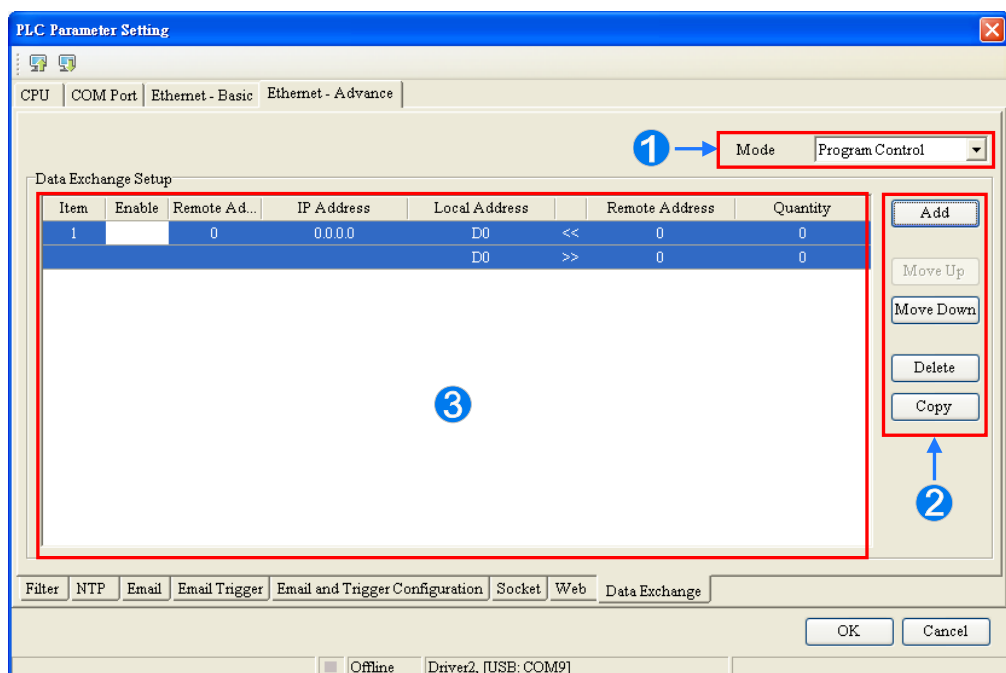 PLC Parameter Setting
CPU COM Port Ethernet - Basic Ethernet - Advance
1 Mode Program Control
Data Exchange Setup
Item Enable Remote Ad... IP Address Local Address Remote Address Quantity
1 0 0.0.0.0 D0 << 0 0
D0 >> 0 0
Add
Move Up
Move Down
Delete
Copy
3
2
Filter NTP Email Email Trigger Email and Trigger Configuration Socket Web Data Exchange
OK Cancel
Offline Driver2, [USB: COM9]